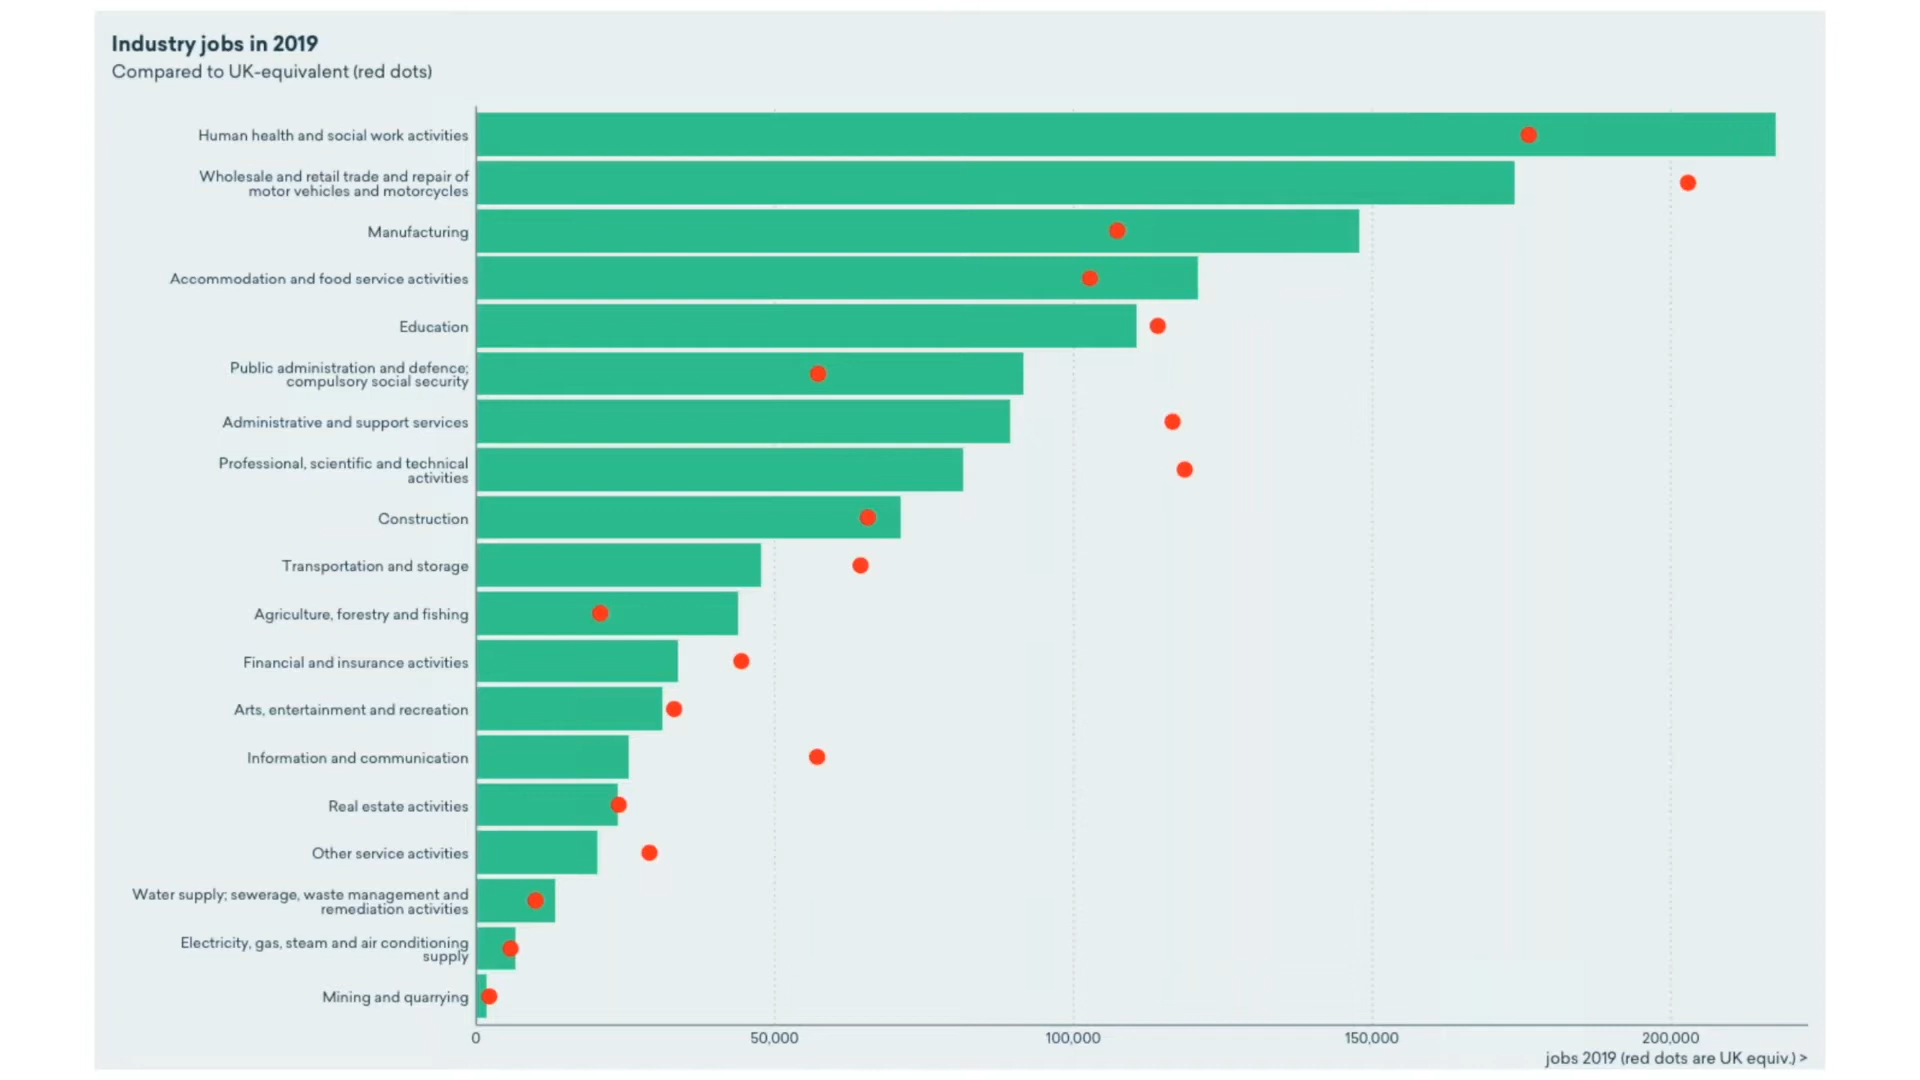 Industry jobs in 2019
Compared to UK-equivalent (red dots)
Human health and social work activities
Wholesale and retail trade and repair of
motor vehicles and motorcycles
Manufacturing
Accommodation and food service activities
Education
Public administration and defence;
compulsory social security
Administrative and support services
Professional, scientific and technical
activities
Construction
Transportation and storage
Agriculture, forestry and fishing
Financial and insurance activities
Arts, entertainment and recreation
Information and communication
Real estate activities
Other service activities
Water supply; sewerage, waste management and
remediation activities
Electricity, gas, steam and air conditioning
supply
Mining and quarrying
0 50,000 100,000 150,000 200,000
jobs 2019 (red dots are UK equiv.) >